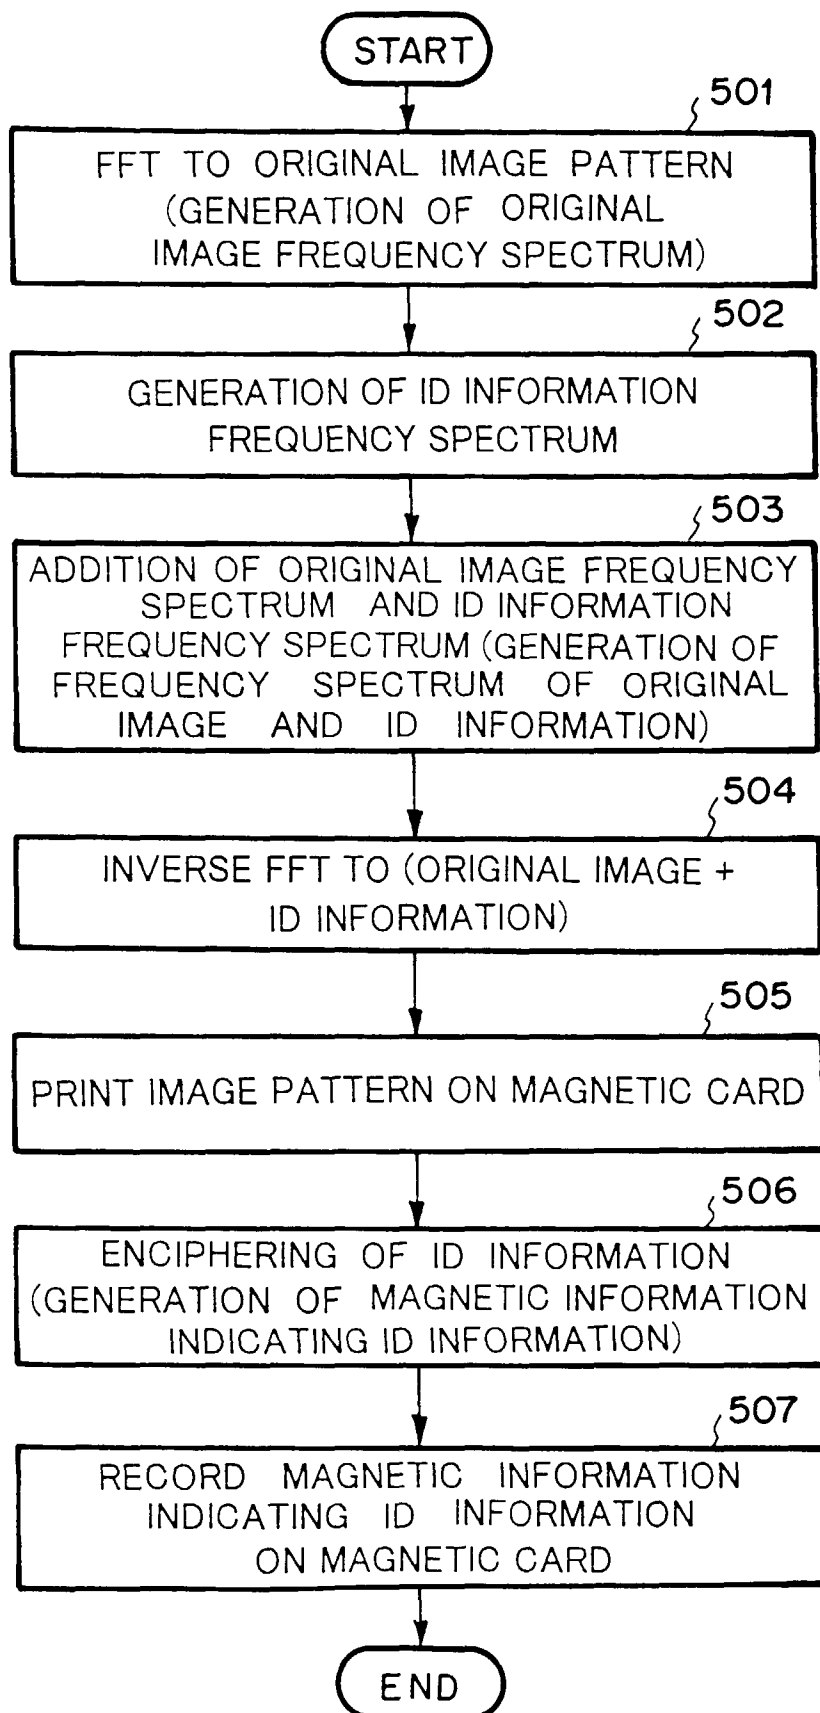 START
501
FFT TO ORIGINAL IMAGE PATTERN
(GENERATION OF ORIGINAL
IMAGE FREQUENCY SPECTRUM)
502
GENERATION OF ID INFORMATION
FREQUENCY SPECTRUM
503
ADDITION OF ORIGINAL IMAGE FREQUENCY
SPECTRUM AND ID INFORMATION
FREQUENCY SPECTRUM (GENERATION OF
FREQUENCY SPECTRUM OF ORIGINAL
IMAGE AND ID INFORMATION)
504
INVERSE FFT TO (ORIGINAL IMAGE +
ID INFORMATION)
505
PRINT IMAGE PATTERN ON MAGNETIC CARD
506
ENCIPHERING OF ID INFORMATION
(GENERATION OF MAGNETIC INFORMATION
INDICATING ID INFORMATION)
507
RECORD MAGNETIC INFORMATION
INDICATING ID INFORMATION
ON MAGNETIC CARD
END